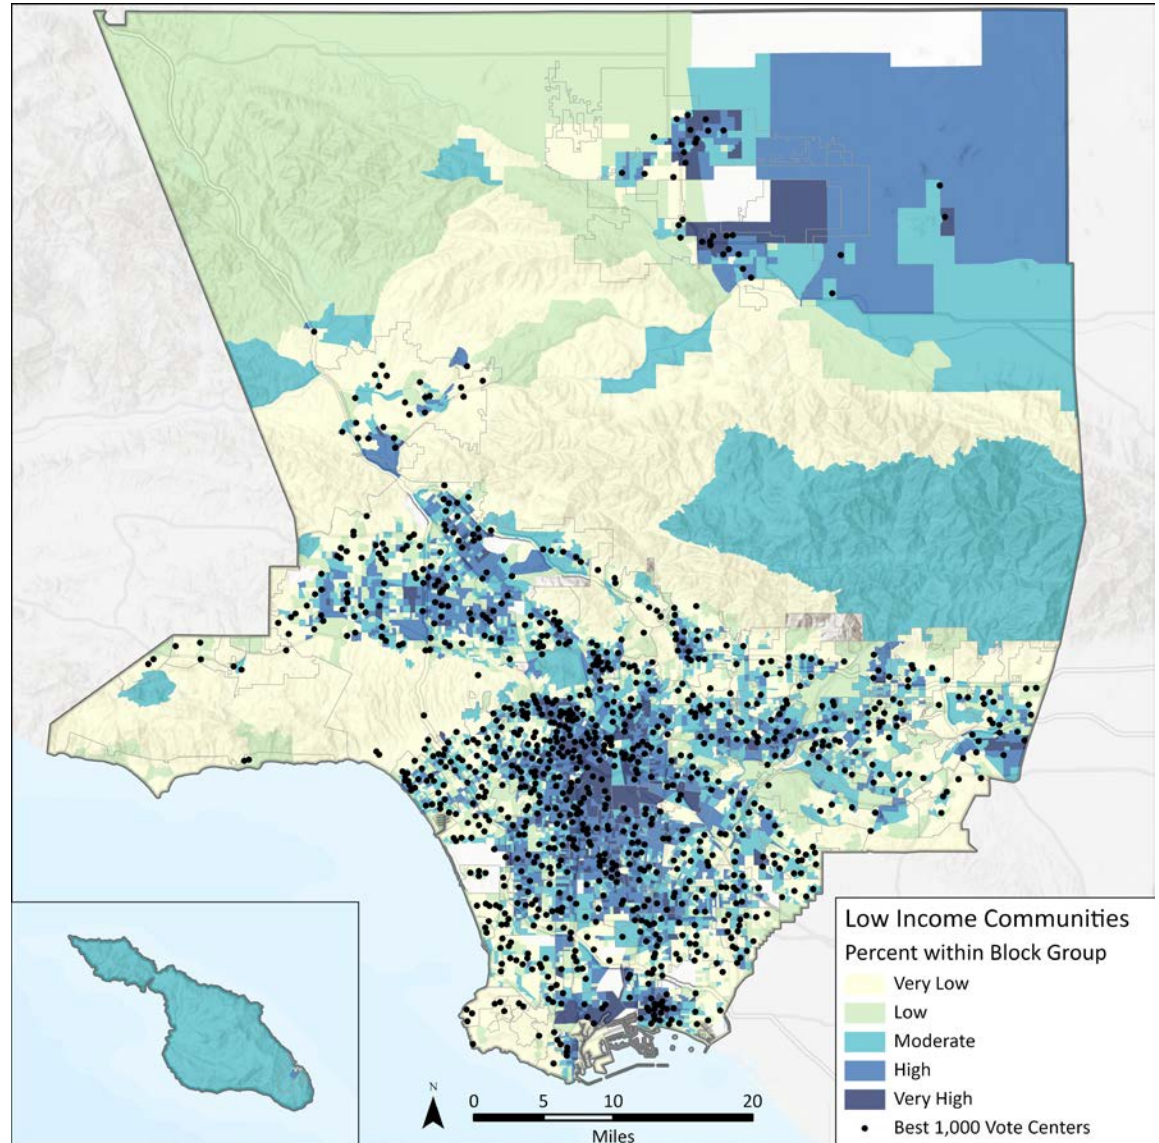 Low Income Communities
Percent within Block Group
Very Low
Low
Moderate
High
Very High
Best 1,000 Vote Centers
N
0 5 10 20
Miles